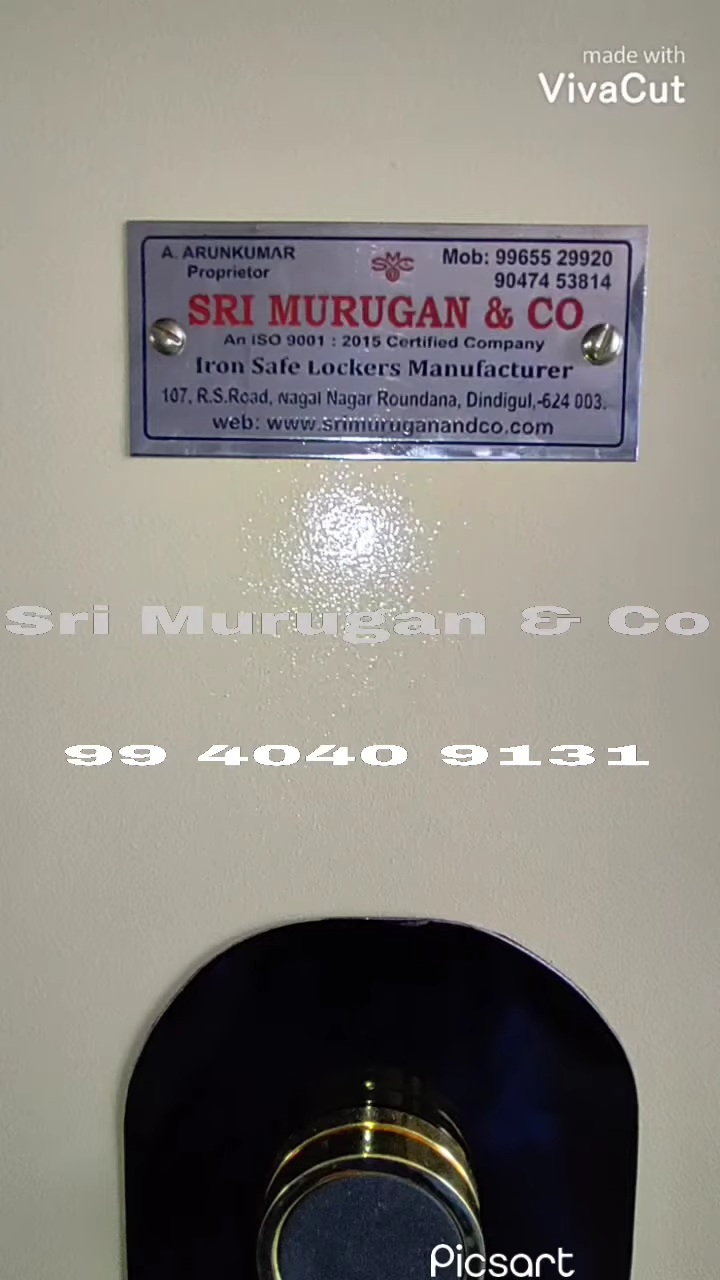 made with
VivaCut
A. ARUNKUMAR
Proprietor
SMC
Mob: 99655 29920
90474 53814
SRI MURUGAN & CO
An ISO 9001 : 2015 Certified Company
Iron Safe Lockers Manufacturer
107, R.S.Road, Nagal Nagar Roundana, Dindigul,-624 003.
web: www.srimuruganandco.com
Sri Murugan & Co
99 4040 9131
Picsart